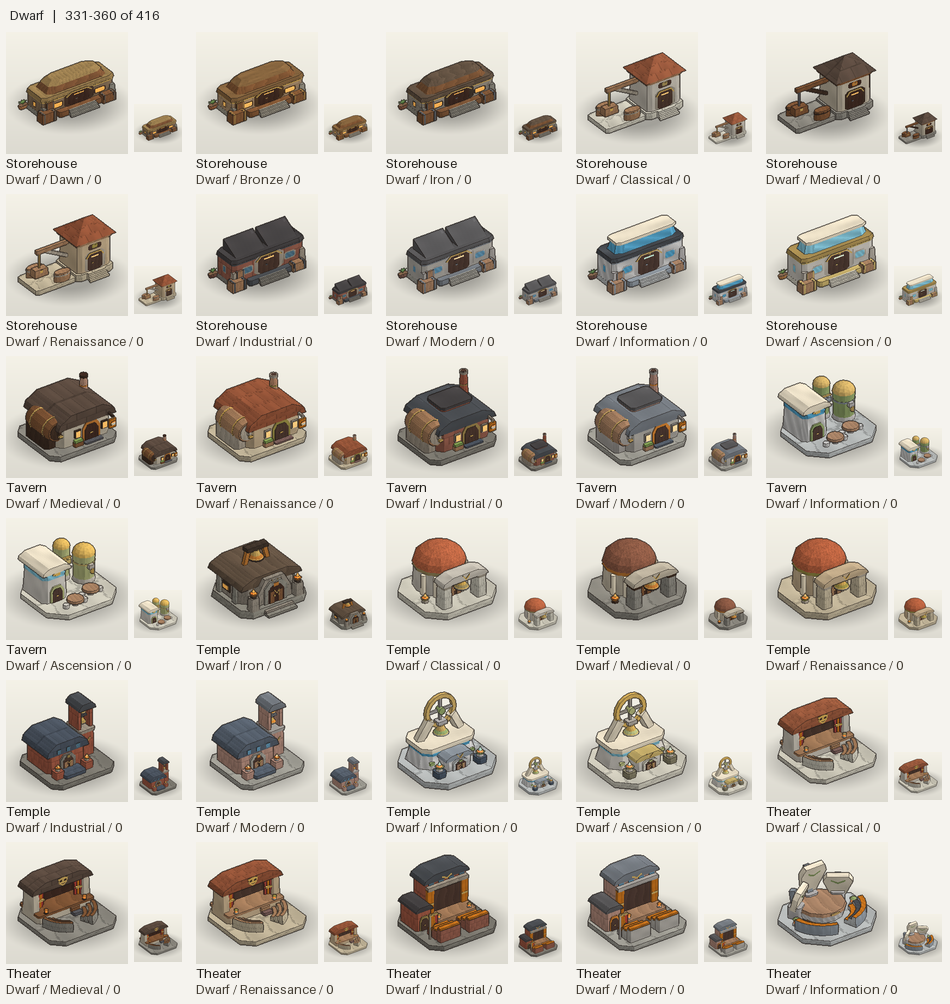 Dwarf | 331-360 of 416
Storehouse
Dwarf / Dawn / 0
Storehouse
Dwarf / Bronze / 0
Storehouse
Dwarf / Iron / 0
Storehouse
Dwarf / Classical / 0
Storehouse
Dwarf / Medieval / 0
Storehouse
Dwarf / Renaissance / 0
Storehouse
Dwarf / Industrial / 0
Storehouse
Dwarf / Modern / 0
Storehouse
Dwarf / Information / 0
Storehouse
Dwarf / Ascension / 0
Tavern
Dwarf / Medieval / 0
Tavern
Dwarf / Renaissance / 0
Tavern
Dwarf / Industrial / 0
Tavern
Dwarf / Modern / 0
Tavern
Dwarf / Information / 0
Tavern
Dwarf / Ascension / 0
Temple
Dwarf / Iron / 0
Temple
Dwarf / Classical / 0
Temple
Dwarf / Medieval / 0
Temple
Dwarf / Renaissance / 0
Temple
Dwarf / Industrial / 0
Temple
Dwarf / Modern / 0
Temple
Dwarf / Information / 0
Temple
Dwarf / Ascension / 0
Theater
Dwarf / Classical / 0
Theater
Dwarf / Medieval / 0
Theater
Dwarf / Renaissance / 0
Theater
Dwarf / Industrial / 0
Theater
Dwarf / Modern / 0
Theater
Dwarf / Information / 0